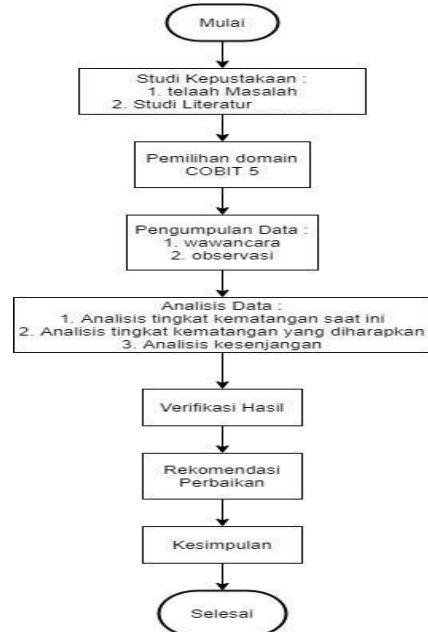 Mulai
Studi Kepustakaan :
1. telaah Masalah
2. Studi Literatur
Pemilihan domain
COBIT 5
Pengumpulan Data :
1. wawancara
2. observasi
Analisis Data :
1. Analisis tingkat kematangan saat ini
2. Analisis tingkat kematangan yang diharapkan
3. Analisis kesenjangan
Verifikasi Hasil
Rekomendasi
Perbaikan
Kesimpulan
Selesai